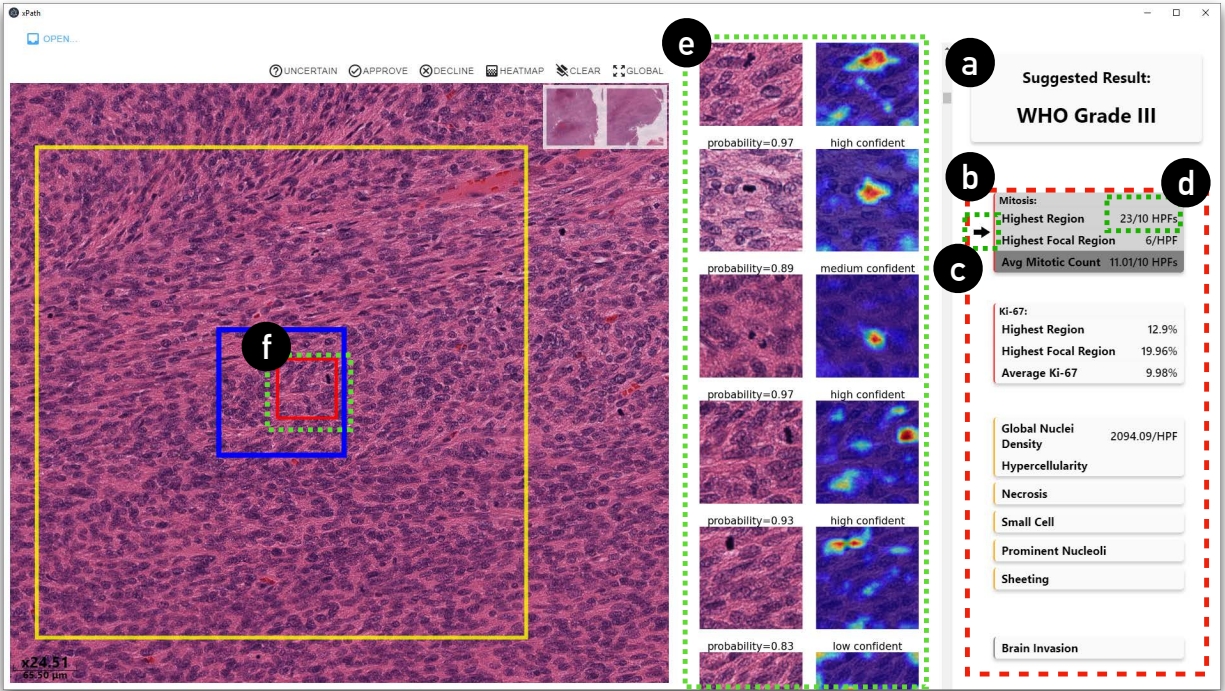 xPath
OPEN...
UNCERTAIN APPROVE DECLINE HEATMAP CLEAR GLOBAL
x24.51
65.50 µm
f
e
probability=0.97 high confident
probability=0.89 medium confident
probability=0.97 high confident
probability=0.93 high confident
probability=0.83 low confident
a
Suggested Result:
WHO Grade III
b
d
c
Mitosis:
Highest Region 23/10 HPFs
Highest Focal Region 6/HPF
Avg Mitotic Count 11.01/10 HPFs
Ki-67:
Highest Region 12.9%
Highest Focal Region 19.96%
Average Ki-67 9.98%
Global Nuclei
Density 2094.09/HPF
Hypercellularity
Necrosis
Small Cell
Prominent Nucleoli
Sheeting
Brain Invasion